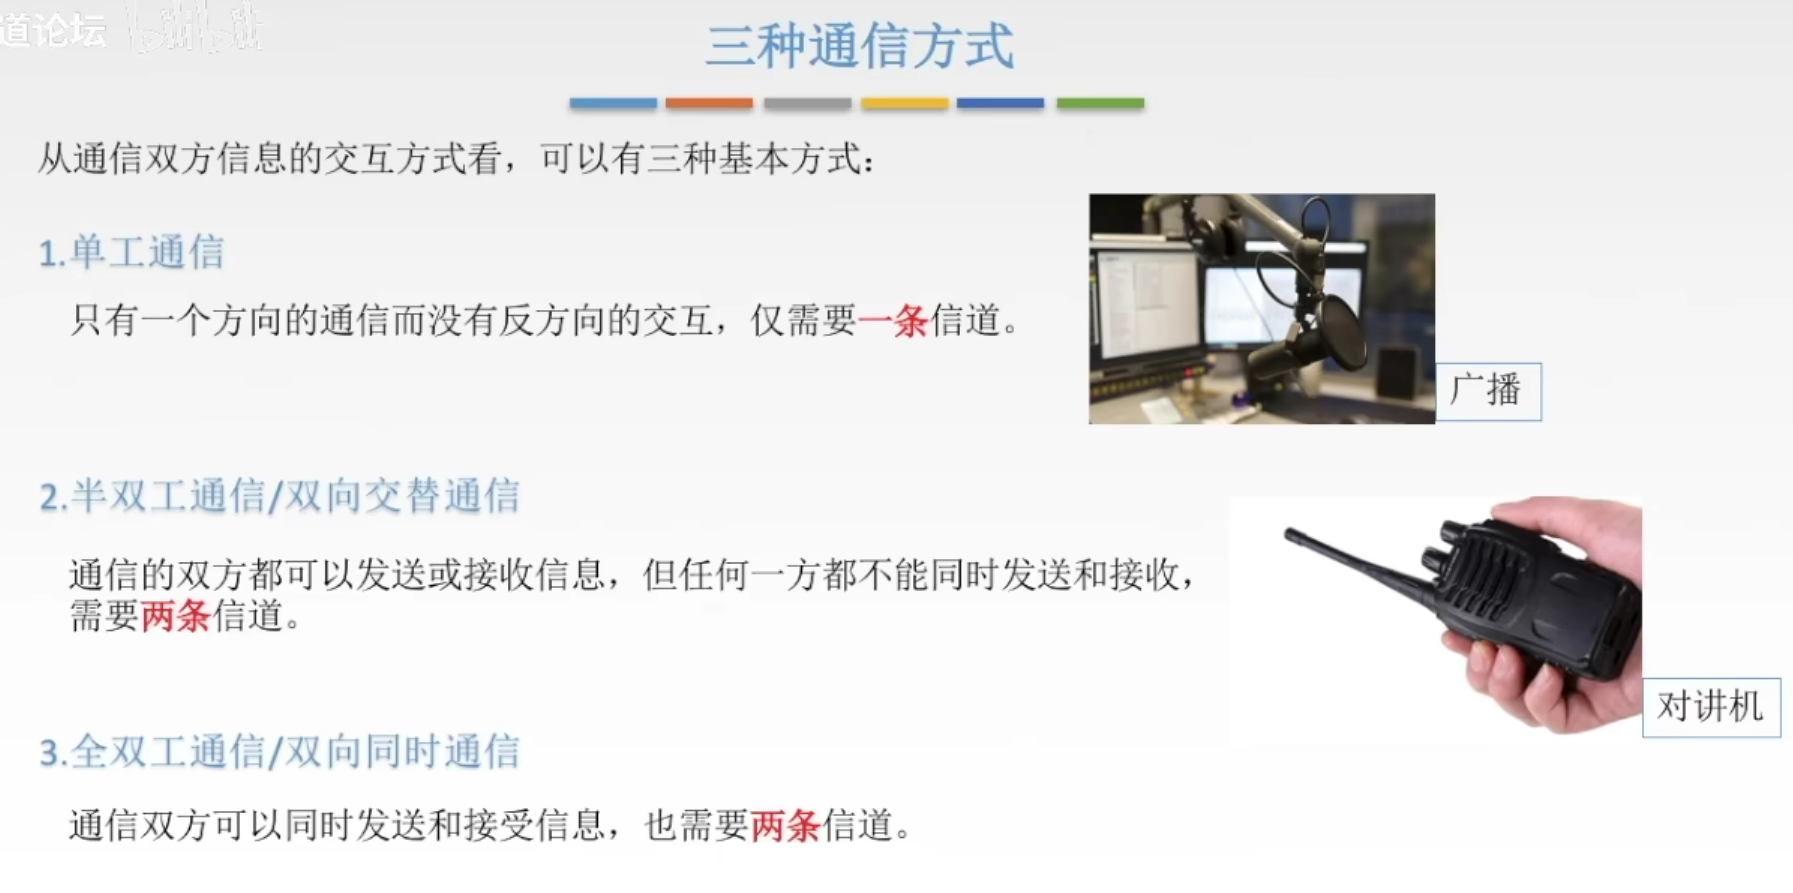 道论坛
bilibili
三种通信方式
从通信双方信息的交互方式看，可以有三种基本方式：
1.单工通信
只有一个方向的通信而没有反方向的交互，仅需要一条信道。
广播
2.半双工通信/双向交替通信
通信的双方都可以发送或接收信息，但任何一方都不能同时发送和接收，
需要两条信道。
对讲机
3.全双工通信/双向同时通信
通信双方可以同时发送和接受信息，也需要两条信道。